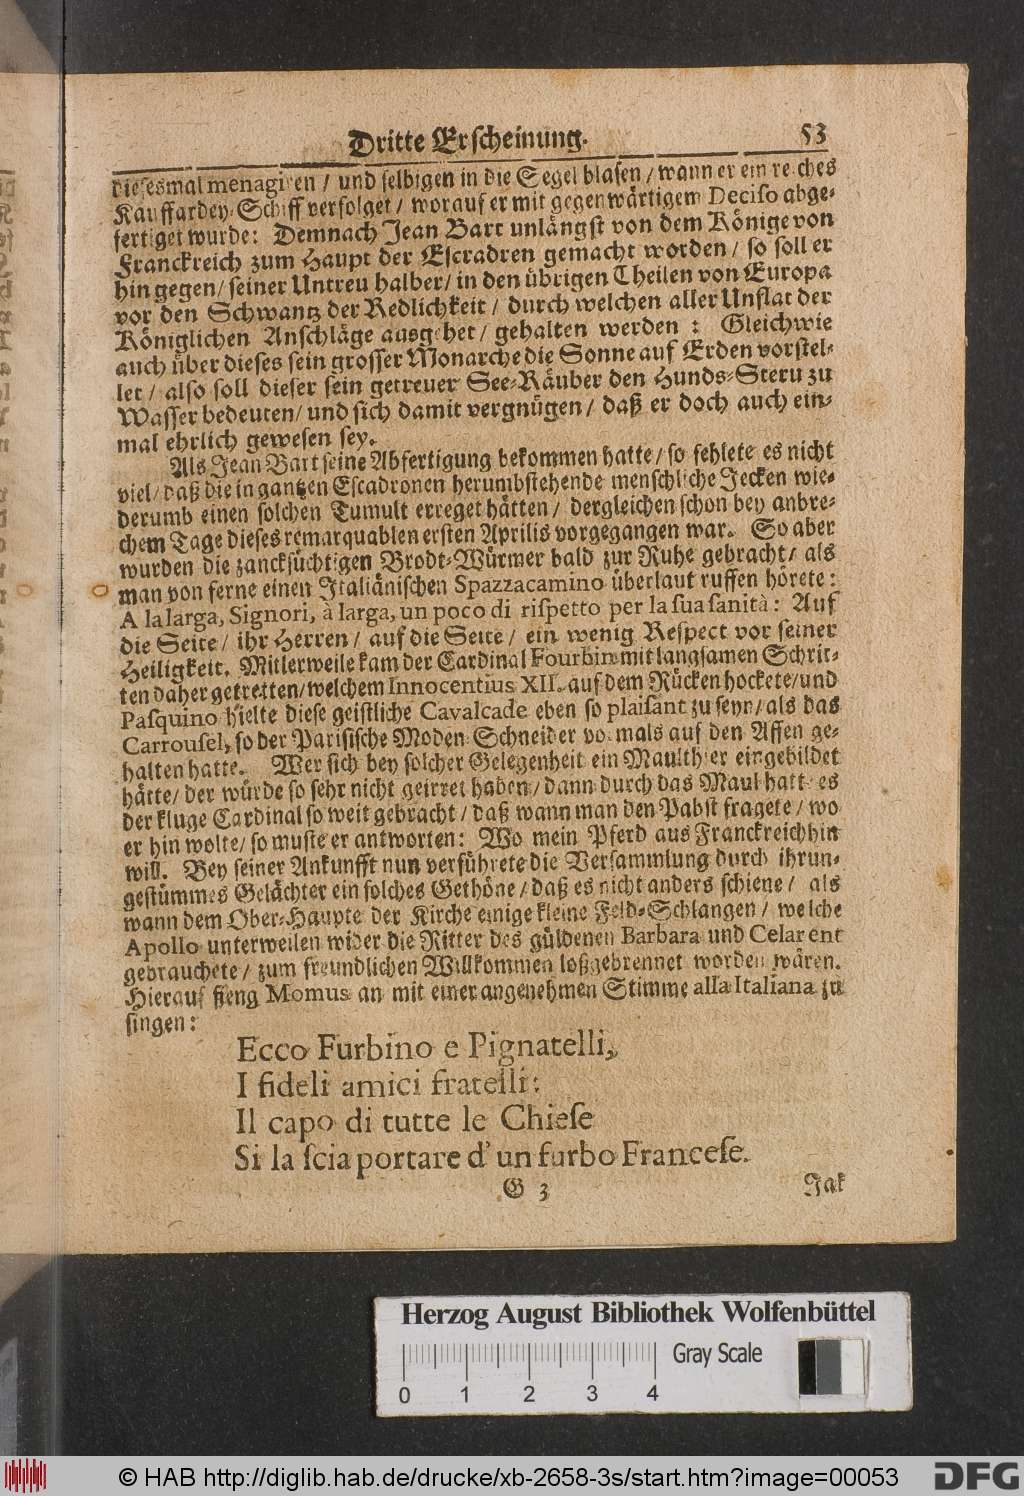 Dritte Erscheinung. 53
diesesmal menagiren / und selbigen in die Segel blasen / wann er ein reiches
Kauffardey-Schiff verfolget / worauf er mit gegenwärtigem Deciso abge-
fertiget wurde: Demnach Jean Bart unlängst von dem Könige von
Franckreich zum Haupt der Escradren gemacht worden / so soll er
hin gegen / seiner Untreu halber / in den übrigen Theilen von Europa
vor den Schwantz der Redlichkeit / durch welchen aller Unflat der
Königlichen Anschläge ausgehet / gehalten werden: Gleichwie
auch über dieses sein grosser Monarche die Sonne auf Erden vorstel-
let / also soll dieser sein getreuer See-Räuber den Hunds-Stern zu
Wasser bedeuten / und sich damit vergnügen / daß er doch auch ein-
mal ehrlich gewesen sey.
Als Jean Bart seine Abfertigung bekommen hatte / so fehlete es nicht
viel / daß die in gantzen Escadronen herumbstehende menschliche Jecken wie-
derumb einen solchen Tumult erreget hätten / dergleichen schon bey anbre-
chem Tage dieses remarquablen ersten Aprilis vorgegangen war. So aber
wurden die zancksüchtigen Brodt-Würmer bald zur Ruhe gebracht / als
man von ferne einen Italiänischen Spazzacamino überlaut ruffen hörete:
A la larga, Signori, à larga, un poco di rispetto per la sua sanità: Auf
die Seite / ihr Herren / auf die Seite / ein wenig Respect vor seiner
Heiligkeit. Mitlerweile kam der Cardinal Fourbin mit langsamen Schrit-
ten daher getretten / welchem Innocentius XII. auf dem Rücken hockete / und
Pasquino hielte diese geistliche Cavalcade eben so plaisant zu seyn / als das
Carrousel, so der Parisische Moden-Schneider vormals auf den Affen ge-
halten hatte. Wer sich bey solcher Gelegenheit ein Maulthier eingebildet
hätte / der würde so sehr nicht geirret haben / dann durch das Maul hatte es
der kluge Cardinal so weit gebracht / daß wann man den Pabst fragete / wo
er hin wolte / so muste er antworten: Wo mein Pferd aus Franckreich hin
will. Bey seiner Ankunfft nun verführete die Versammlung durch ihr un-
gestümmes Gelächter ein solches Gethöne / daß es nicht anders schiene / als
wann dem Ober-Haupte der Kirche einige kleine Feld-Schlangen / welche
Apollo unterweilen wider die Ritter des güldenen Barbara und Celarent
gebrauchete / zum freundlichen Willkommen loßgebrennet worden wären.
Hierauf fieng Momus an mit einer angenehmen Stimme alla Italiana zu
singen:
Ecco Furbino e Pignatelli,
I fideli amici fratelli:
Il capo di tutte le Chiese
Si lascia portare d' un furbo Francese.
G 3 Jak
Herzog August Bibliothek Wolfenbüttel
Gray Scale
0 1 2 3 4
© HAB http://diglib.hab.de/drucke/xb-2658-3s/start.htm?image=00053 DFG